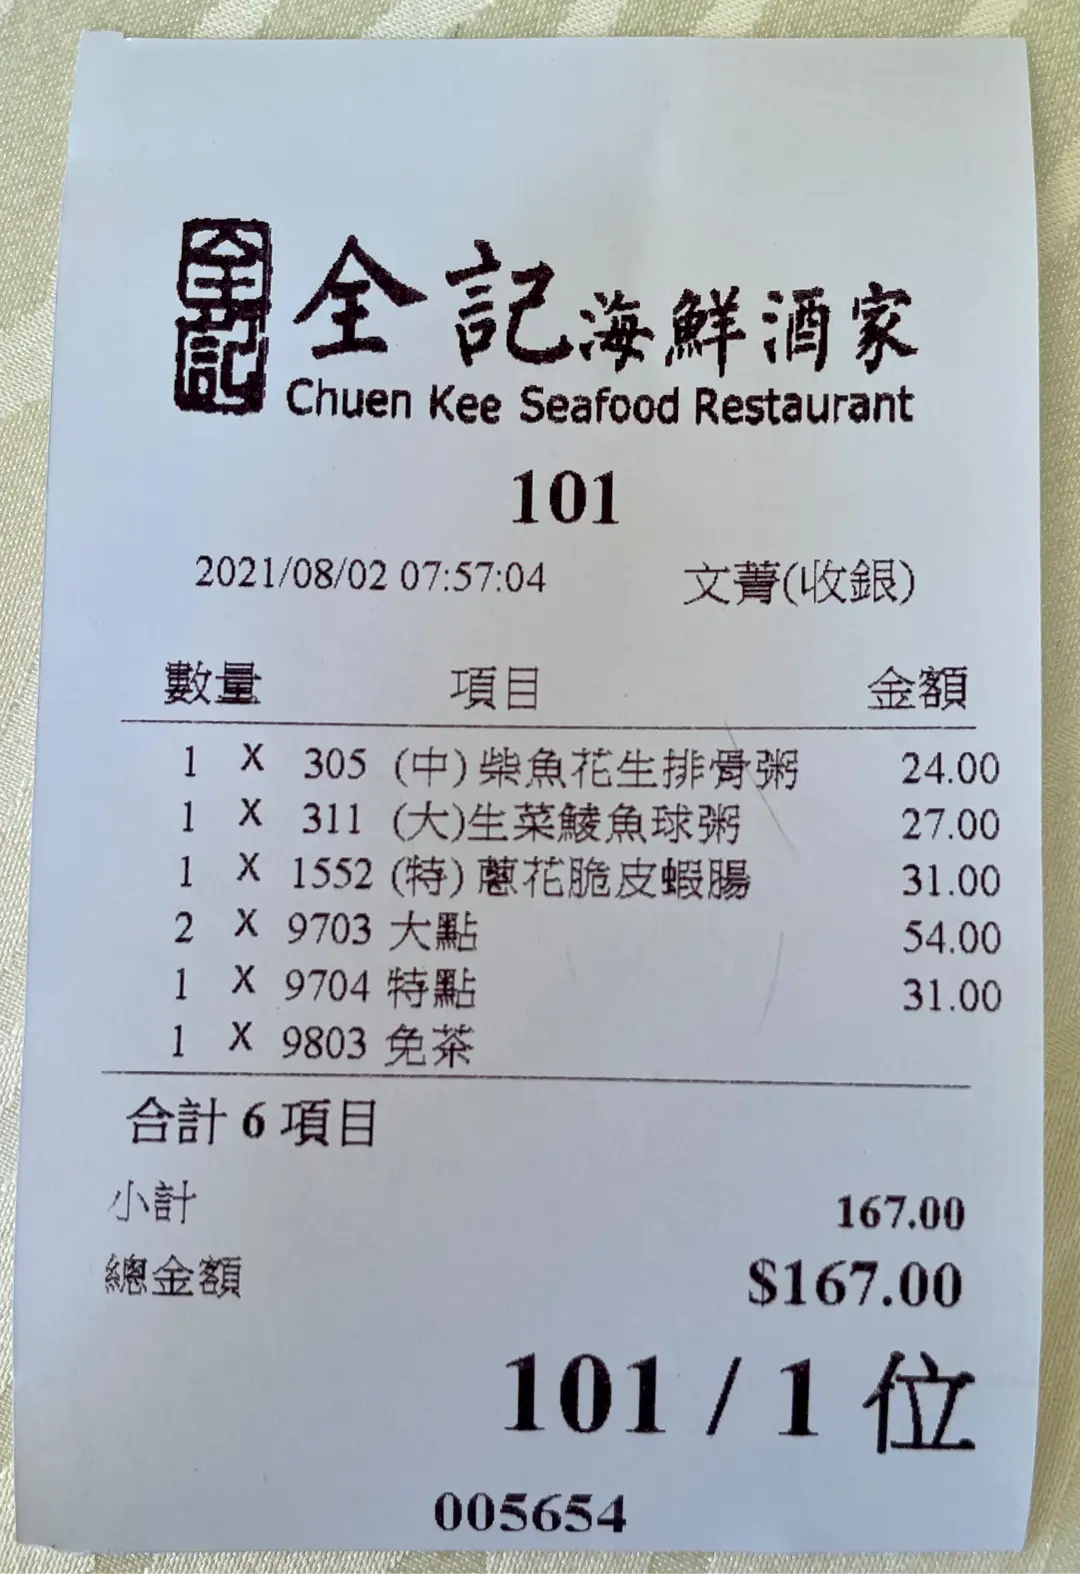 全記
全記海鮮酒家
Chuen Kee Seafood Restaurant
101
2021/08/02 07:57:04 文菁(收銀)
數量 項目 金額
1 X 305 (中)柴魚花生排骨粥 24.00
1 X 311 (大)生菜鯪魚球粥 27.00
1 X 1552 (特)蔥花脆皮蝦腸 31.00
2 X 9703 大點 54.00
1 X 9704 特點 31.00
1 X 9803 免茶
合計 6 項目
小計 167.00
總金額 $167.00
101 / 1 位
005654